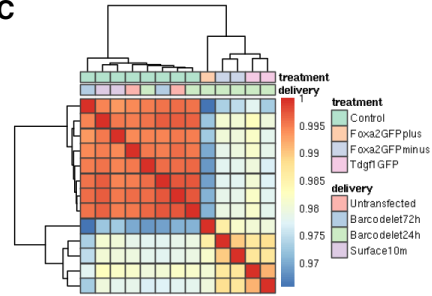 C
treatment
delivery
1
0.995
0.99
0.985
0.98
0.975
0.97
treatment
Control
Foxa2GFPplus
Foxa2GFPminus
Tdgf1GFP
delivery
Untransfected
Barcodelet72h
Barcodelet24h
Surface10m